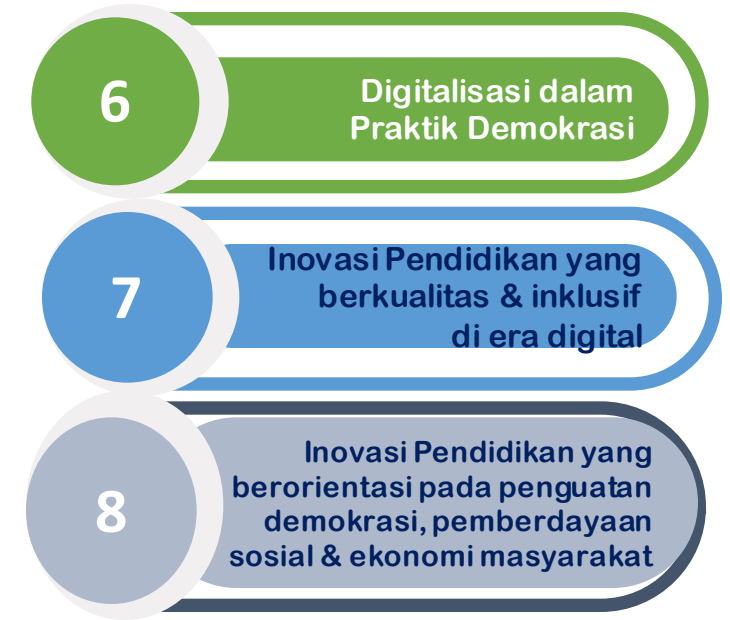 6
Digitalisasi dalam
Praktik Demokrasi
7
Inovasi Pendidikan yang
berkualitas & inklusif
di era digital
8
Inovasi Pendidikan yang
berorientasi pada penguatan
demokrasi, pemberdayaan
sosial & ekonomi masyarakat